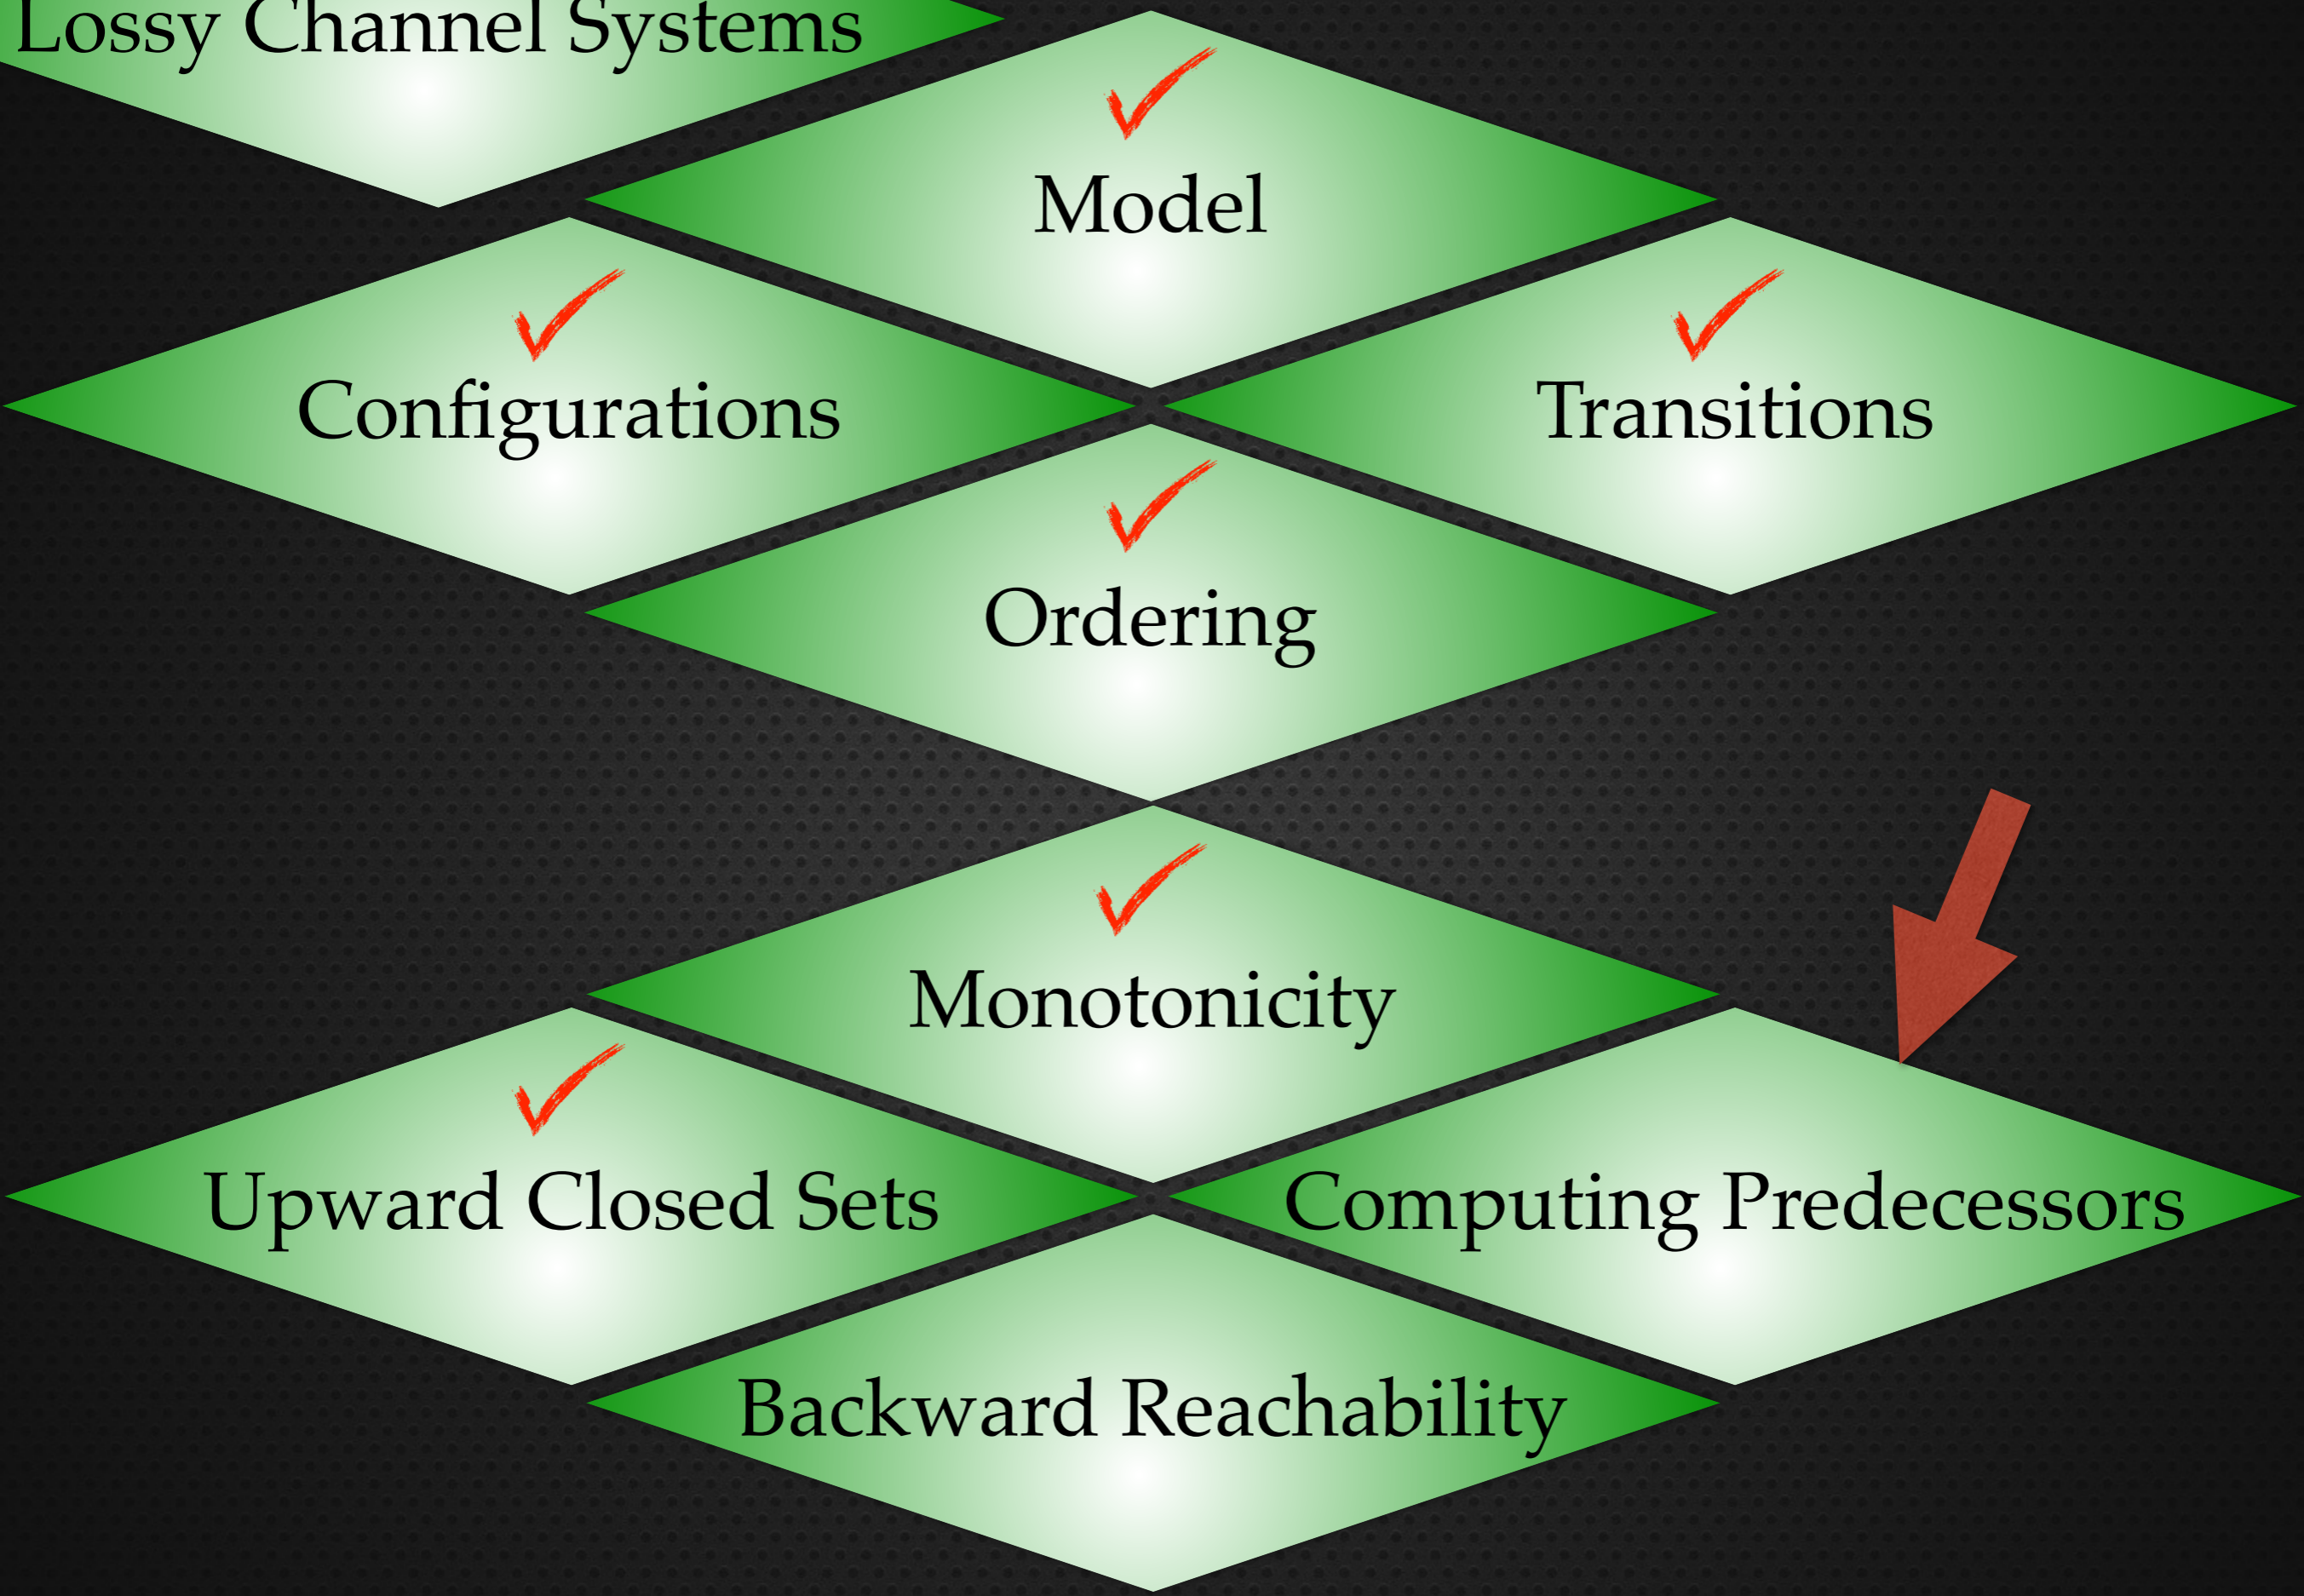 Lossy Channel Systems
Model
Configurations
Transitions
Ordering
Monotonicity
Upward Closed Sets
Computing Predecessors
Backward Reachability